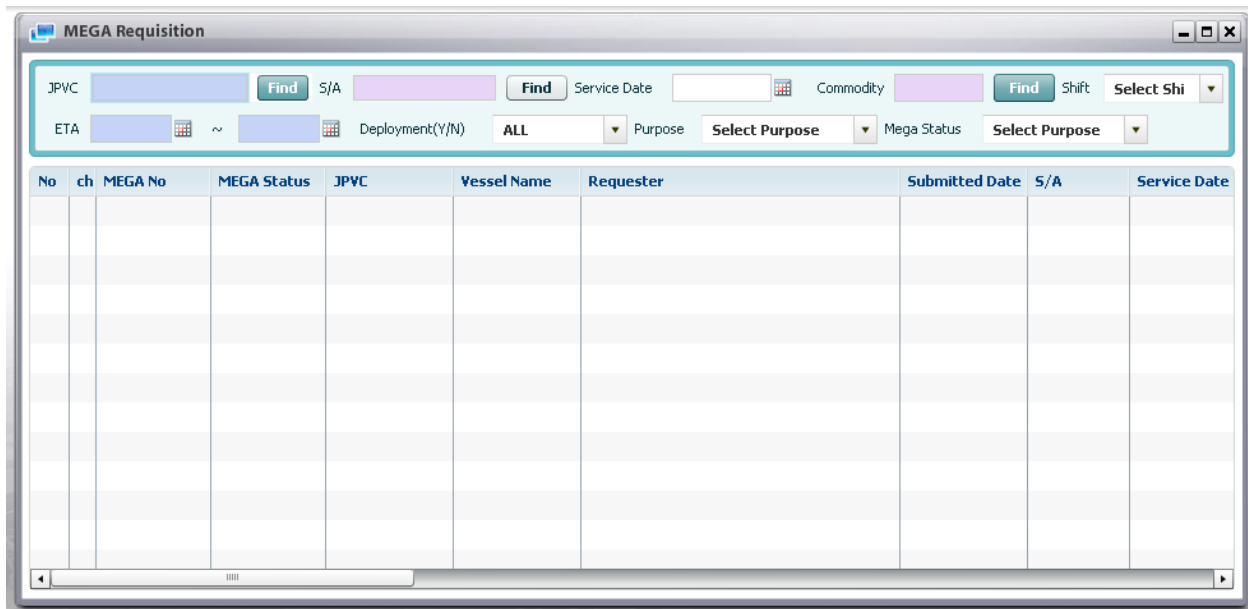 MEGA Requisition
JPVC Find S/A Find Service Date Commodity Find Shift Select Shi
ETA ~ Deployment(Y/N) ALL Purpose Select Purpose Mega Status Select Purpose
No ch MEGA No MEGA Status JPVC Vessel Name Requester Submitted Date S/A Service Date